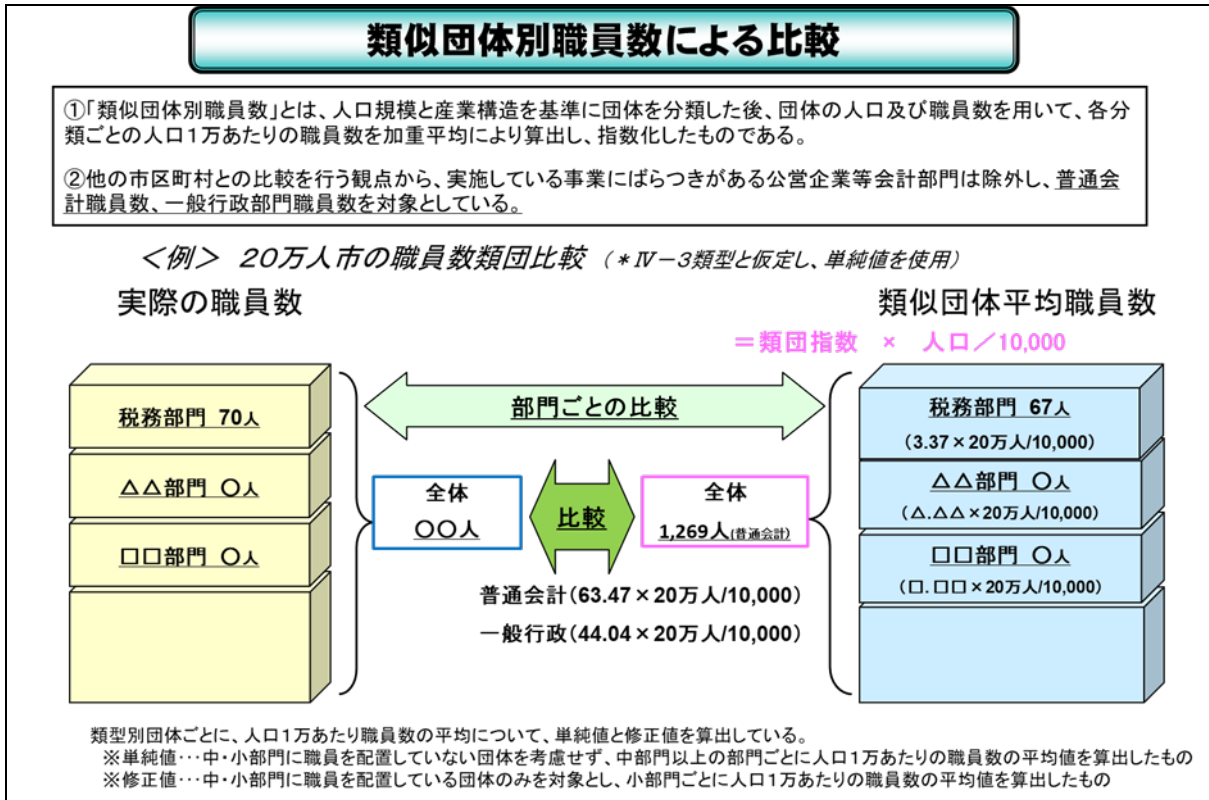 類似団体別職員数による比較
①「類似団体別職員数」とは、人口規模と産業構造を基準に団体を分類した後、団体の人口及び職員数を用いて、各分
類ごとの人口1万あたりの職員数を加重平均により算出し、指数化したものである。
②他の市区町村との比較を行う観点から、実施している事業にばらつきがある公営企業等会計部門は除外し、普通会
計職員数、一般行政部門職員数を対象としている。
＜例＞ 20万人市の職員数類団比較 （＊Ⅳ－3類型と仮定し、単純値を使用）
実際の職員数
類似団体平均職員数
＝類団指数 × 人口／10,000
税務部門 70人
△△部門 〇人
□□部門 〇人
部門ごとの比較
全体
〇〇人
比較
全体
1,269人(普通会計)
普通会計(63.47×20万人/10,000)
一般行政(44.04×20万人/10,000)
税務部門 67人
(3.37×20万人/10,000)
△△部門 〇人
(△.△△×20万人/10,000)
□□部門 〇人
(□.□□×20万人/10,000)
類型別団体ごとに、人口1万あたり職員数の平均について、単純値と修正値を算出している。
※単純値･･･中・小部門に職員を配置していない団体を考慮せず、中部門以上の部門ごとに人口1万あたりの職員数の平均値を算出したもの
※修正値･･･中・小部門に職員を配置している団体のみを対象とし、小部門ごとに人口1万あたりの職員数の平均値を算出したもの